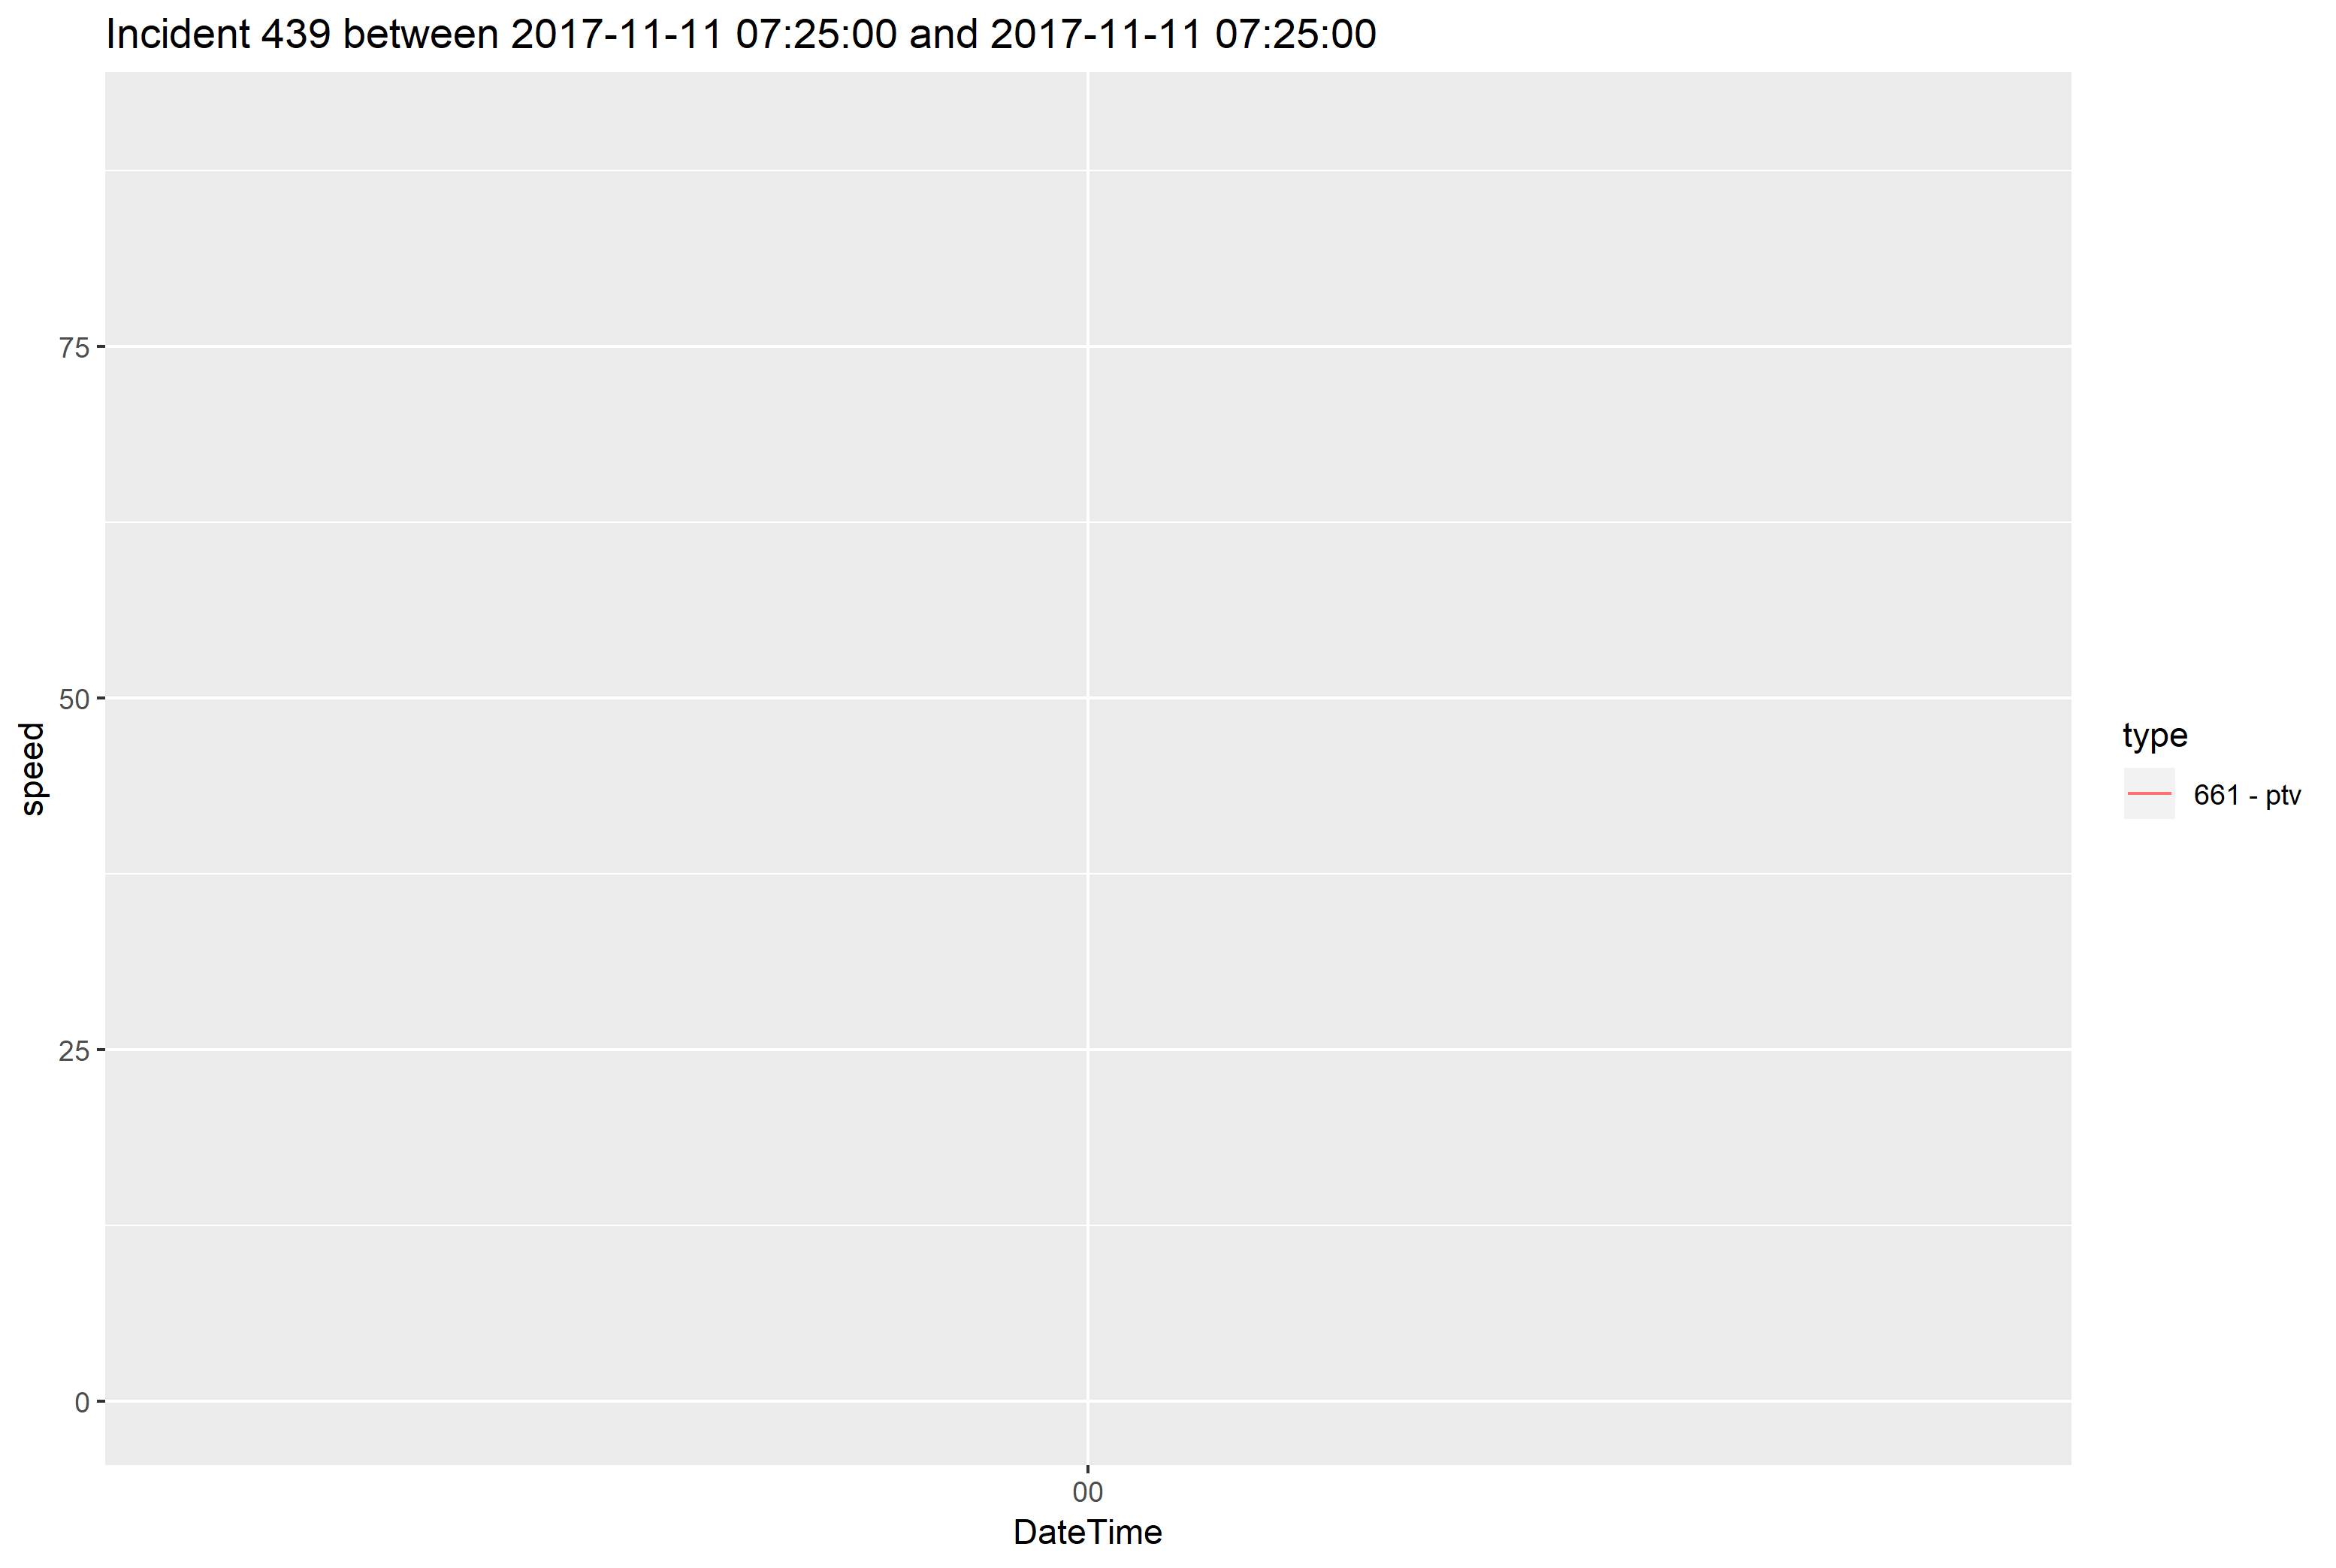 Incident 439 between 2017-11-11 07:25:00 and 2017-11-11 07:25:00
75
50
25
0
speed
00
DateTime
type
661 - ptv